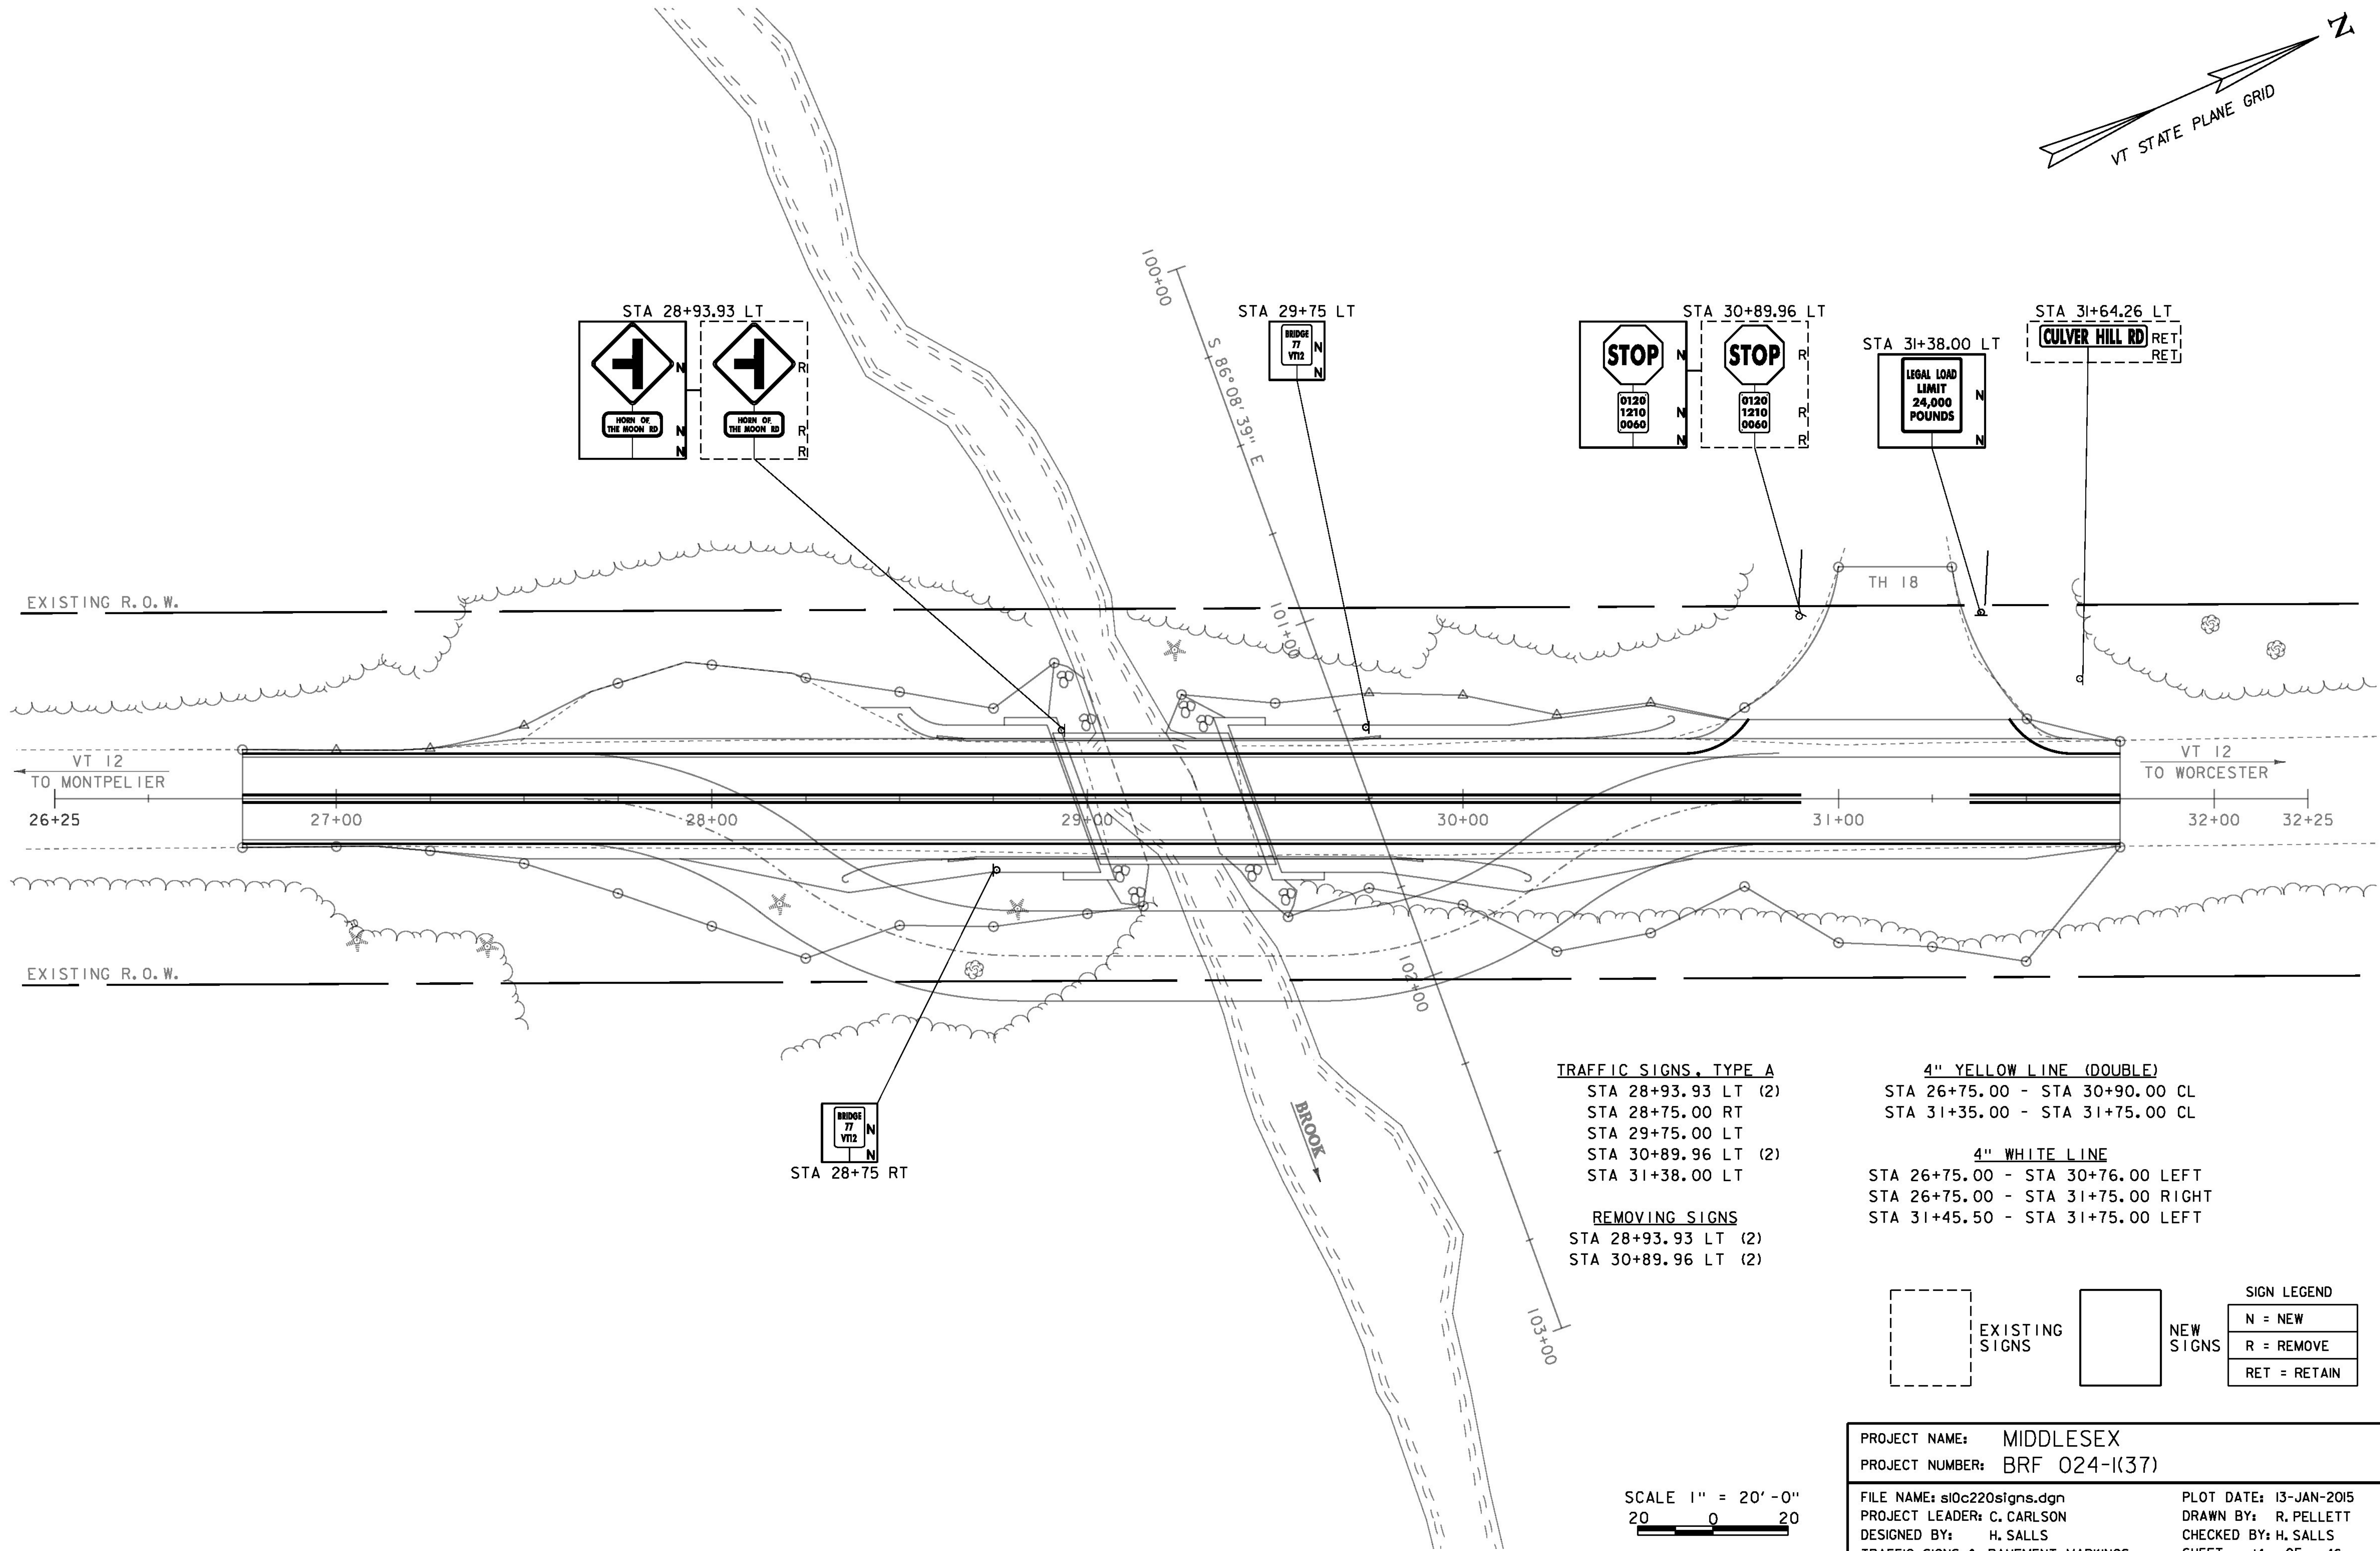 N
VT STATE PLANE GRID
STA 28+93.93 LT
N
HORN OF
THE MOON RD
N
N
R
HORN OF
THE MOON RD
R
R
STA 29+75 LT
BRIDGE
77
VT12
N
N
STA 30+89.96 LT
STOP
N
0120
1210
0060
N
N
STOP
R
0120
1210
0060
R
R
STA 31+38.00 LT
LEGAL LOAD
LIMIT
24,000
POUNDS
N
N
STA 31+64.26 LT
CULVER HILL RD
RET
RET
100+00
S 86°08'39" E
101+00
102+00
103+00
EXISTING R.O.W.
TH 18
VT 12
TO MONTPELIER
VT 12
TO WORCESTER
26+25
27+00
28+00
29+00
30+00
31+00
32+00
32+25
EXISTING R.O.W.
BRIDGE
77
VT12
N
N
STA 28+75 RT
BROOK
TRAFFIC SIGNS, TYPE A
STA 28+93.93 LT (2)
STA 28+75.00 RT
STA 29+75.00 LT
STA 30+89.96 LT (2)
STA 31+38.00 LT
REMOVING SIGNS
STA 28+93.93 LT (2)
STA 30+89.96 LT (2)
4" YELLOW LINE (DOUBLE)
STA 26+75.00 - STA 30+90.00 CL
STA 31+35.00 - STA 31+75.00 CL
4" WHITE LINE
STA 26+75.00 - STA 30+76.00 LEFT
STA 26+75.00 - STA 31+75.00 RIGHT
STA 31+45.50 - STA 31+75.00 LEFT
EXISTING
SIGNS
NEW
SIGNS
SIGN LEGEND
N = NEW
R = REMOVE
RET = RETAIN
SCALE 1" = 20'-0"
20 0 20
PROJECT NAME: MIDDLESEX
PROJECT NUMBER: BRF 024-1(37)
FILE NAME: s10c220signs.dgn
PLOT DATE: 13-JAN-2015
PROJECT LEADER: C. CARLSON
DRAWN BY: R. PELLETT
DESIGNED BY: H. SALLS
CHECKED BY: H. SALLS